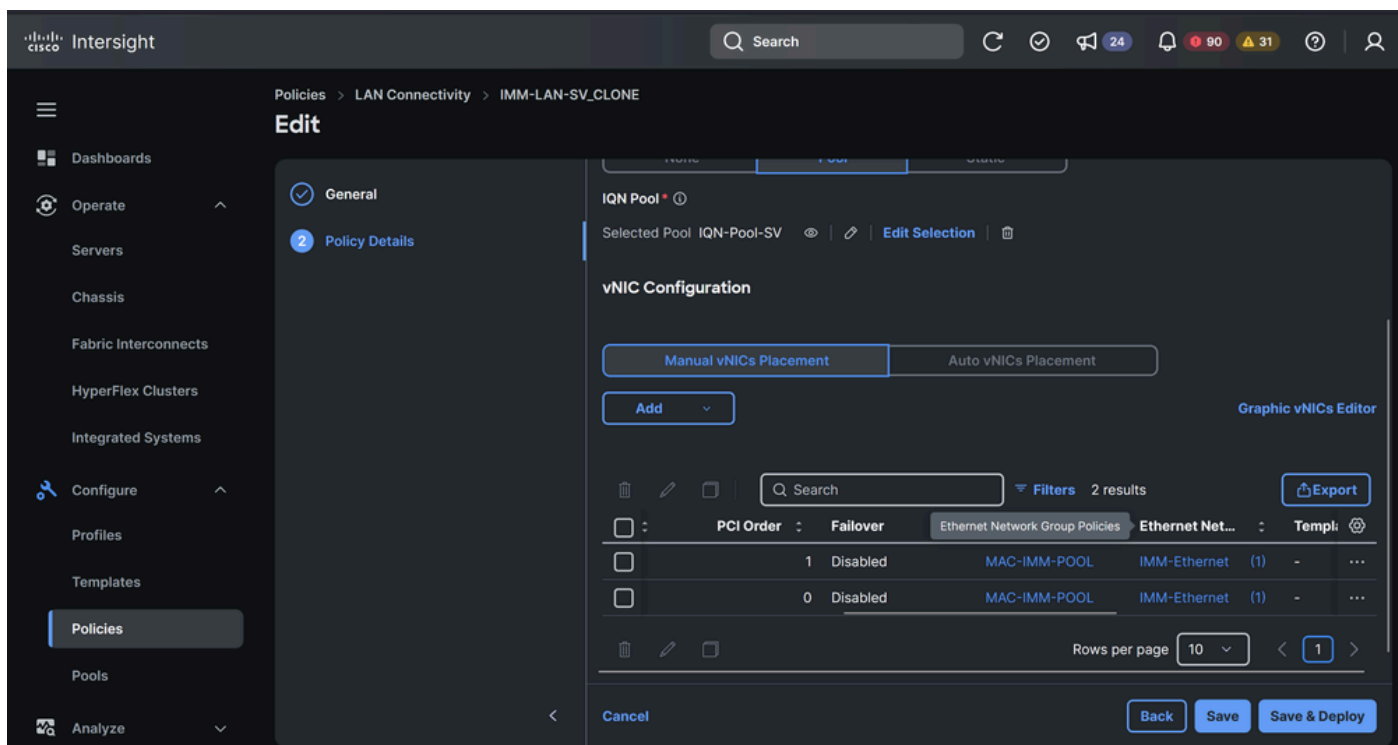 cisco Intersight
Search
24
90
31
Policies > LAN Connectivity > IMM-LAN-SV_CLONE
Edit
Dashboards
Operate
Servers
Chassis
Fabric Interconnects
HyperFlex Clusters
Integrated Systems
Configure
Profiles
Templates
Policies
Pools
Analyze
General
2 Policy Details
None Pool Static
IQN Pool *
Selected Pool IQN-Pool-SV | | Edit Selection |
vNIC Configuration
Manual vNICs Placement Auto vNICs Placement
Add
Graphic vNICs Editor
Search Filters 2 results Export
PCI Order Failover Ethernet Network Group Policies Ethernet Net... Templa
1 Disabled MAC-IMM-POOL IMM-Ethernet (1) - ...
0 Disabled MAC-IMM-POOL IMM-Ethernet (1) - ...
Rows per page 10 < 1 >
Cancel Back Save Save & Deploy